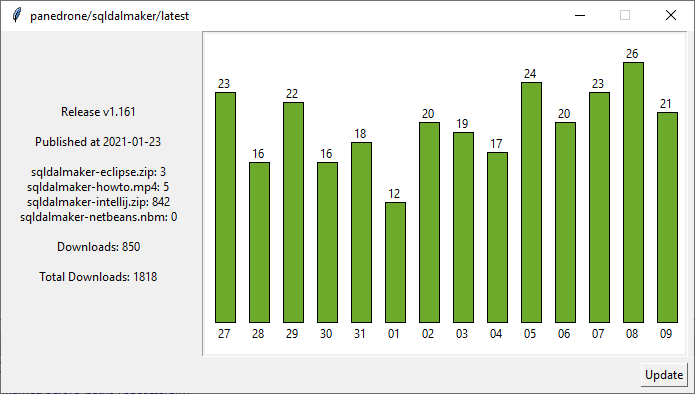 panedrone/sqldalmaker/latest
Release v1.161
Published at 2021-01-23
sqldalmaker-eclipse.zip: 3
sqldalmaker-howto.mp4: 5
sqldalmaker-intellij.zip: 842
sqldalmaker-netbeans.nbm: 0
Downloads: 850
Total Downloads: 1818
23 16 22 16 18 12 20 19 17 24 20 23 26 21
27 28 29 30 31 01 02 03 04 05 06 07 08 09
Update